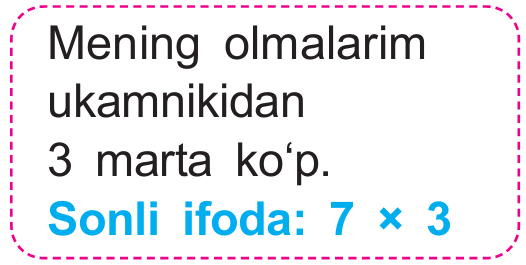 Mening olmalarim
ukamnikidan
3 marta ko‘p.
Sonli ifoda: 7 × 3